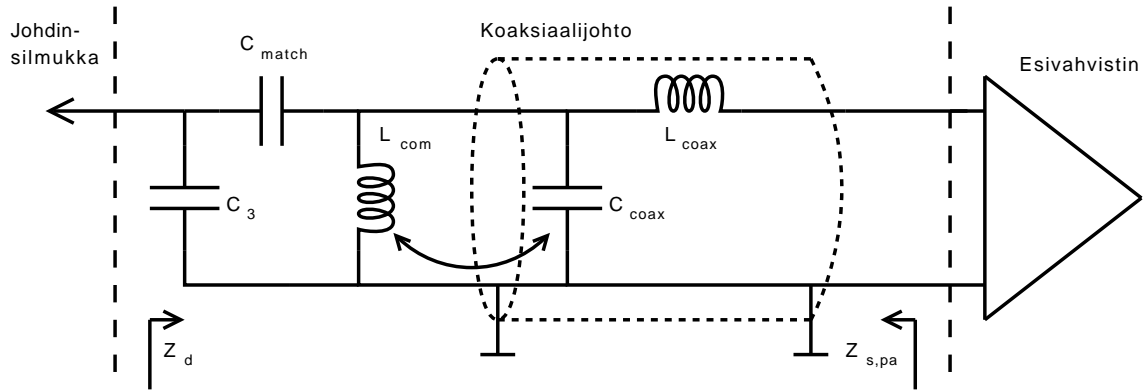 Johdin-
silmukka
C match
Koaksiaalijohto
Esivahvistin
L com
L coax
C 3
C coax
Z d
Z s,pa